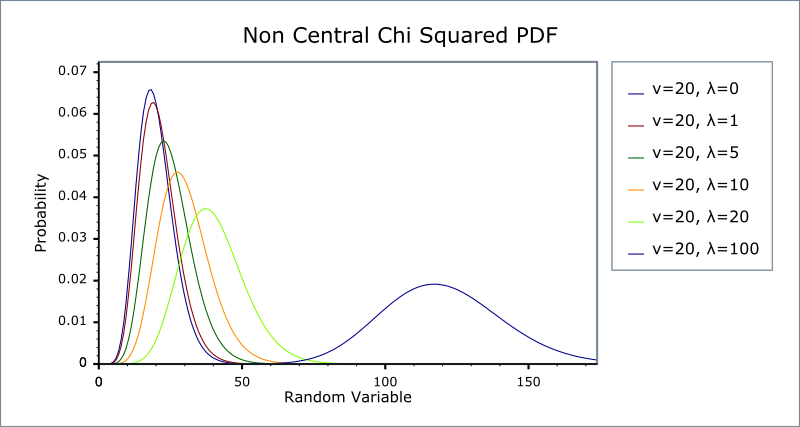 Non Central Chi Squared PDF
0.07
0.06
0.05
0.04
0.03
0.02
0.01
0
Probability
0
50
100
150
Random Variable
v=20, λ=0
v=20, λ=1
v=20, λ=5
v=20, λ=10
v=20, λ=20
v=20, λ=100